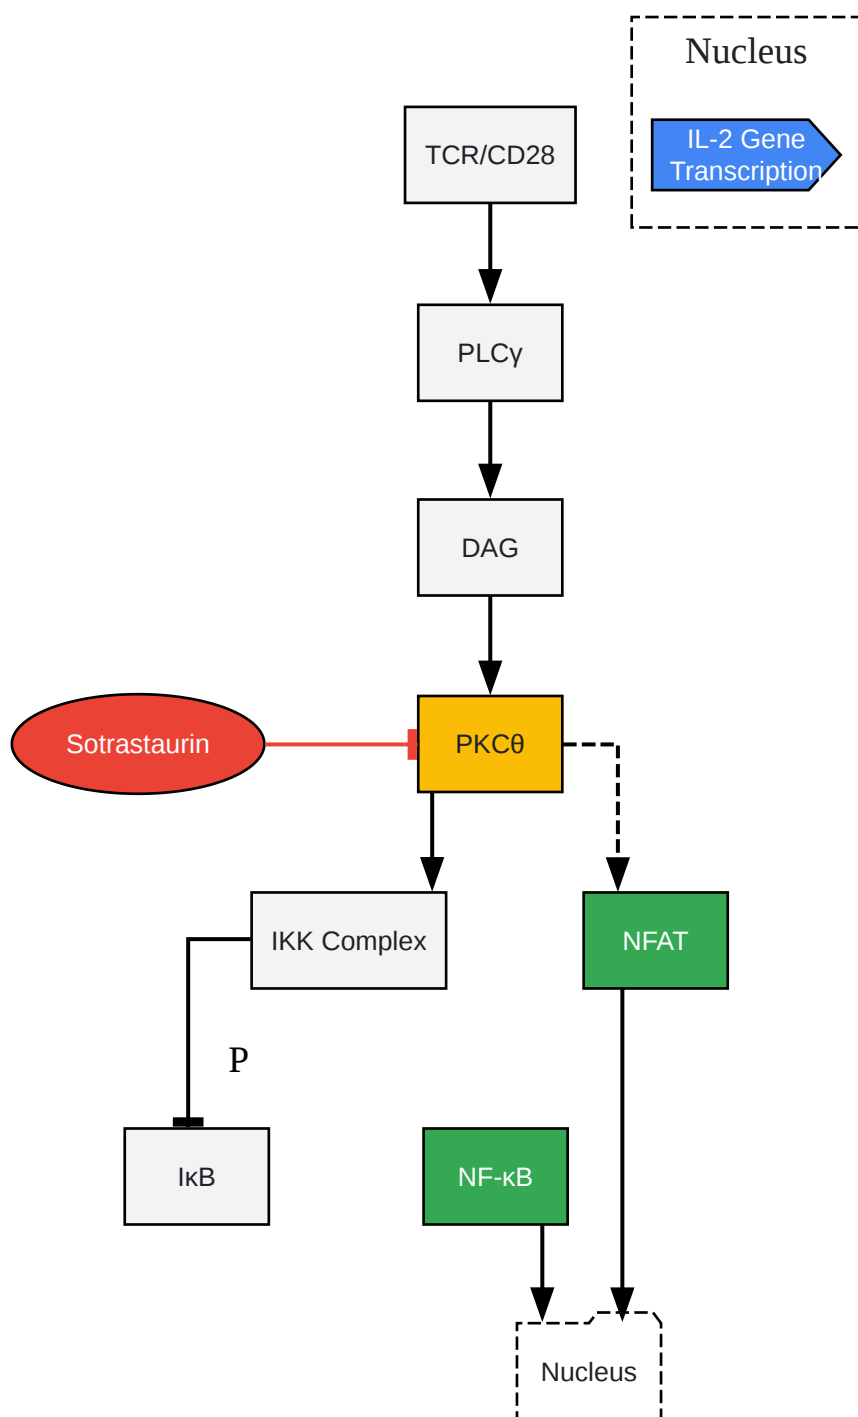 Nucleus
IL-2 Gene
Transcription
TCR/CD28
PLCγ
DAG
Sotrastaurin
PKCθ
IKK Complex
NFAT
P
IκB
NF-κB
Nucleus